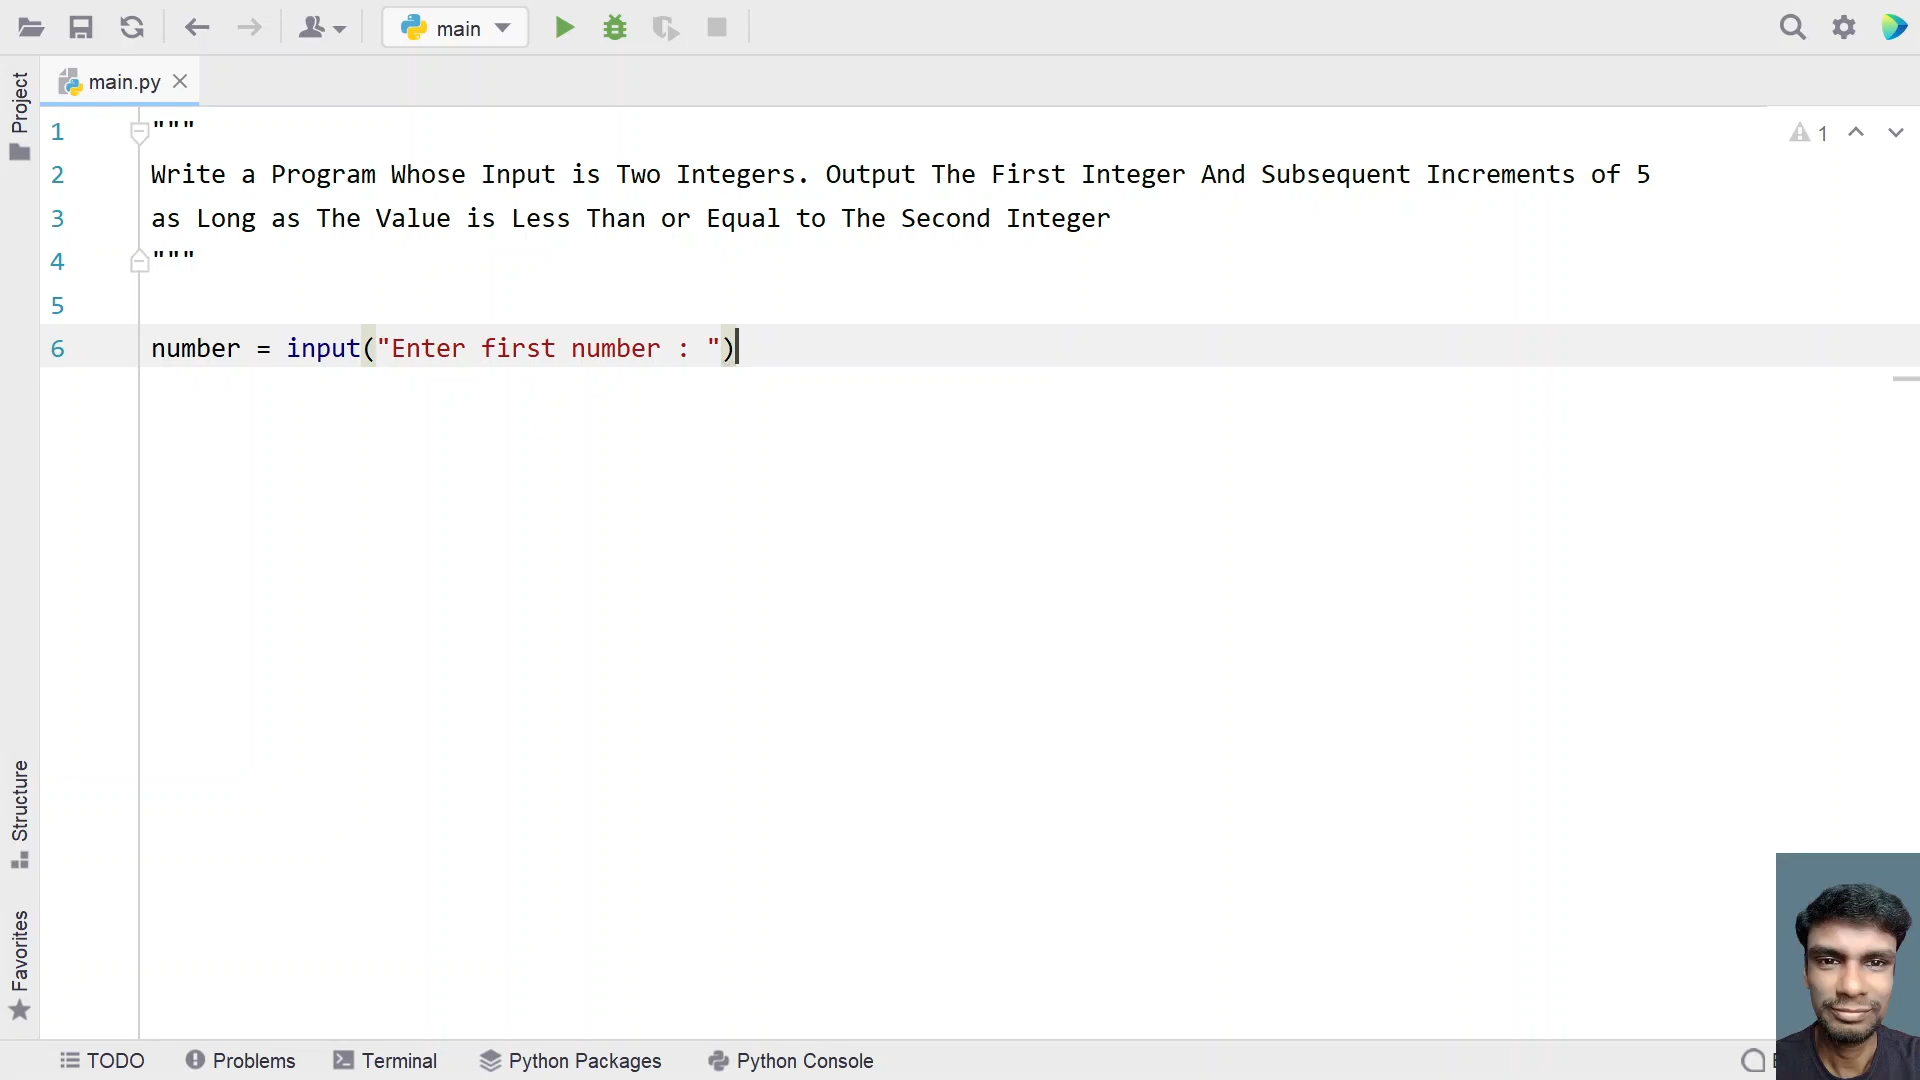 main
main.py
Project
1 """
1
2 Write a Program Whose Input is Two Integers. Output The First Integer And Subsequent Increments of 5
3 as Long as The Value is Less Than or Equal to The Second Integer
4 """
5
6 number = input("Enter first number : ")
Structure
Favorites
TODO Problems Terminal Python Packages Python Console